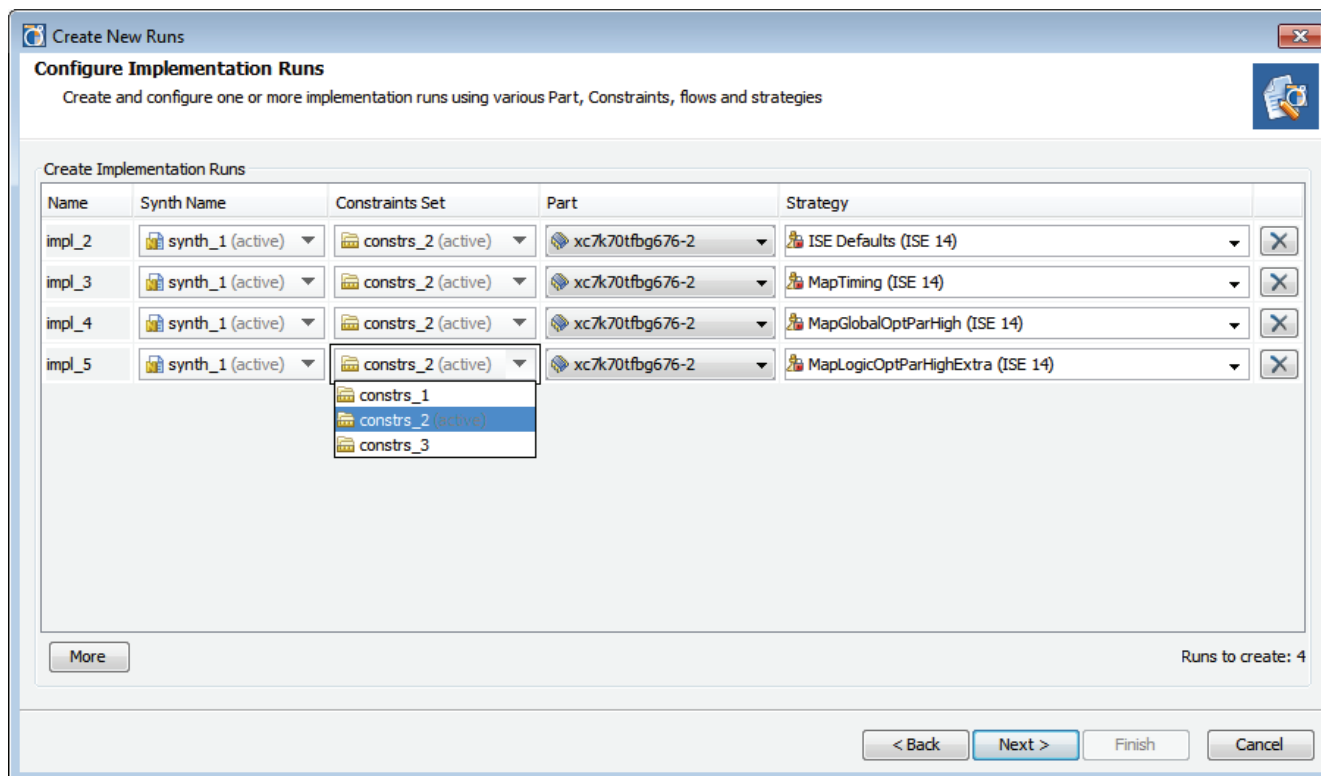 Create New Runs
Configure Implementation Runs
Create and configure one or more implementation runs using various Part, Constraints, flows and strategies
Create Implementation Runs
Name Synth Name Constraints Set Part Strategy
impl_2 synth_1 (active) constrs_2 (active) xc7k70tfbg676-2 ISE Defaults (ISE 14)
impl_3 synth_1 (active) constrs_2 (active) xc7k70tfbg676-2 MapTiming (ISE 14)
impl_4 synth_1 (active) constrs_2 (active) xc7k70tfbg676-2 MapGlobalOptParHigh (ISE 14)
impl_5 synth_1 (active) constrs_2 (active) xc7k70tfbg676-2 MapLogicOptParHighExtra (ISE 14)
constrs_1
constrs_2 (active)
constrs_3
More Runs to create: 4
< Back Next > Finish Cancel